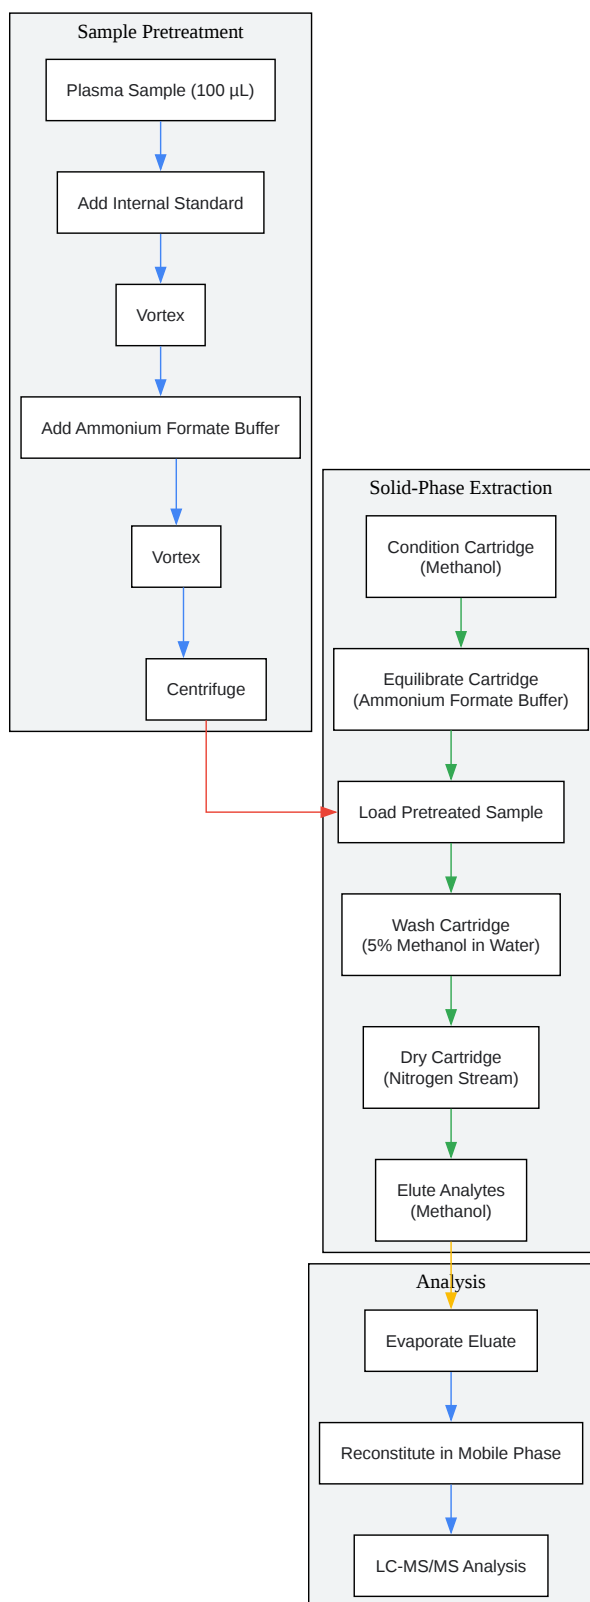 Sample Pretreatment
Plasma Sample (100 µL)
Add Internal Standard
Vortex
Add Ammonium Formate Buffer
Vortex
Centrifuge
Solid-Phase Extraction
Condition Cartridge
(Methanol)
Equilibrate Cartridge
(Ammonium Formate Buffer)
Load Pretreated Sample
Wash Cartridge
(5% Methanol in Water)
Dry Cartridge
(Nitrogen Stream)
Elute Analytes
(Methanol)
Analysis
Evaporate Eluate
Reconstitute in Mobile Phase
LC-MS/MS Analysis